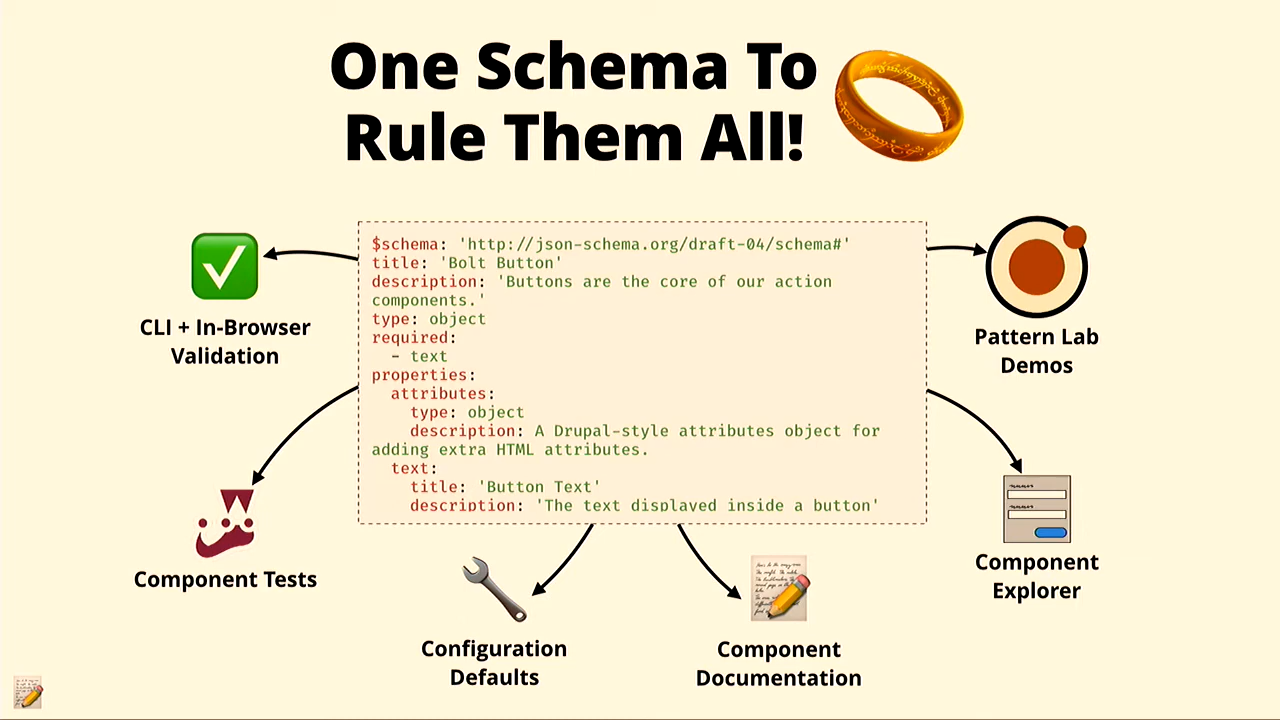 One Schema To
Rule Them All!
$schema: 'http://json-schema.org/draft-04/schema#'
title: 'Bolt Button'
description: 'Buttons are the core of our action
components.'
type: object
required:
  - text
properties:
  attributes:
    type: object
    description: A Drupal-style attributes object for
adding extra HTML attributes.
  text:
    title: 'Button Text'
    description: 'The text displayed inside a button'
CLI + In-Browser
Validation
Pattern Lab
Demos
Component Tests
Component
Explorer
Configuration
Defaults
Component
Documentation